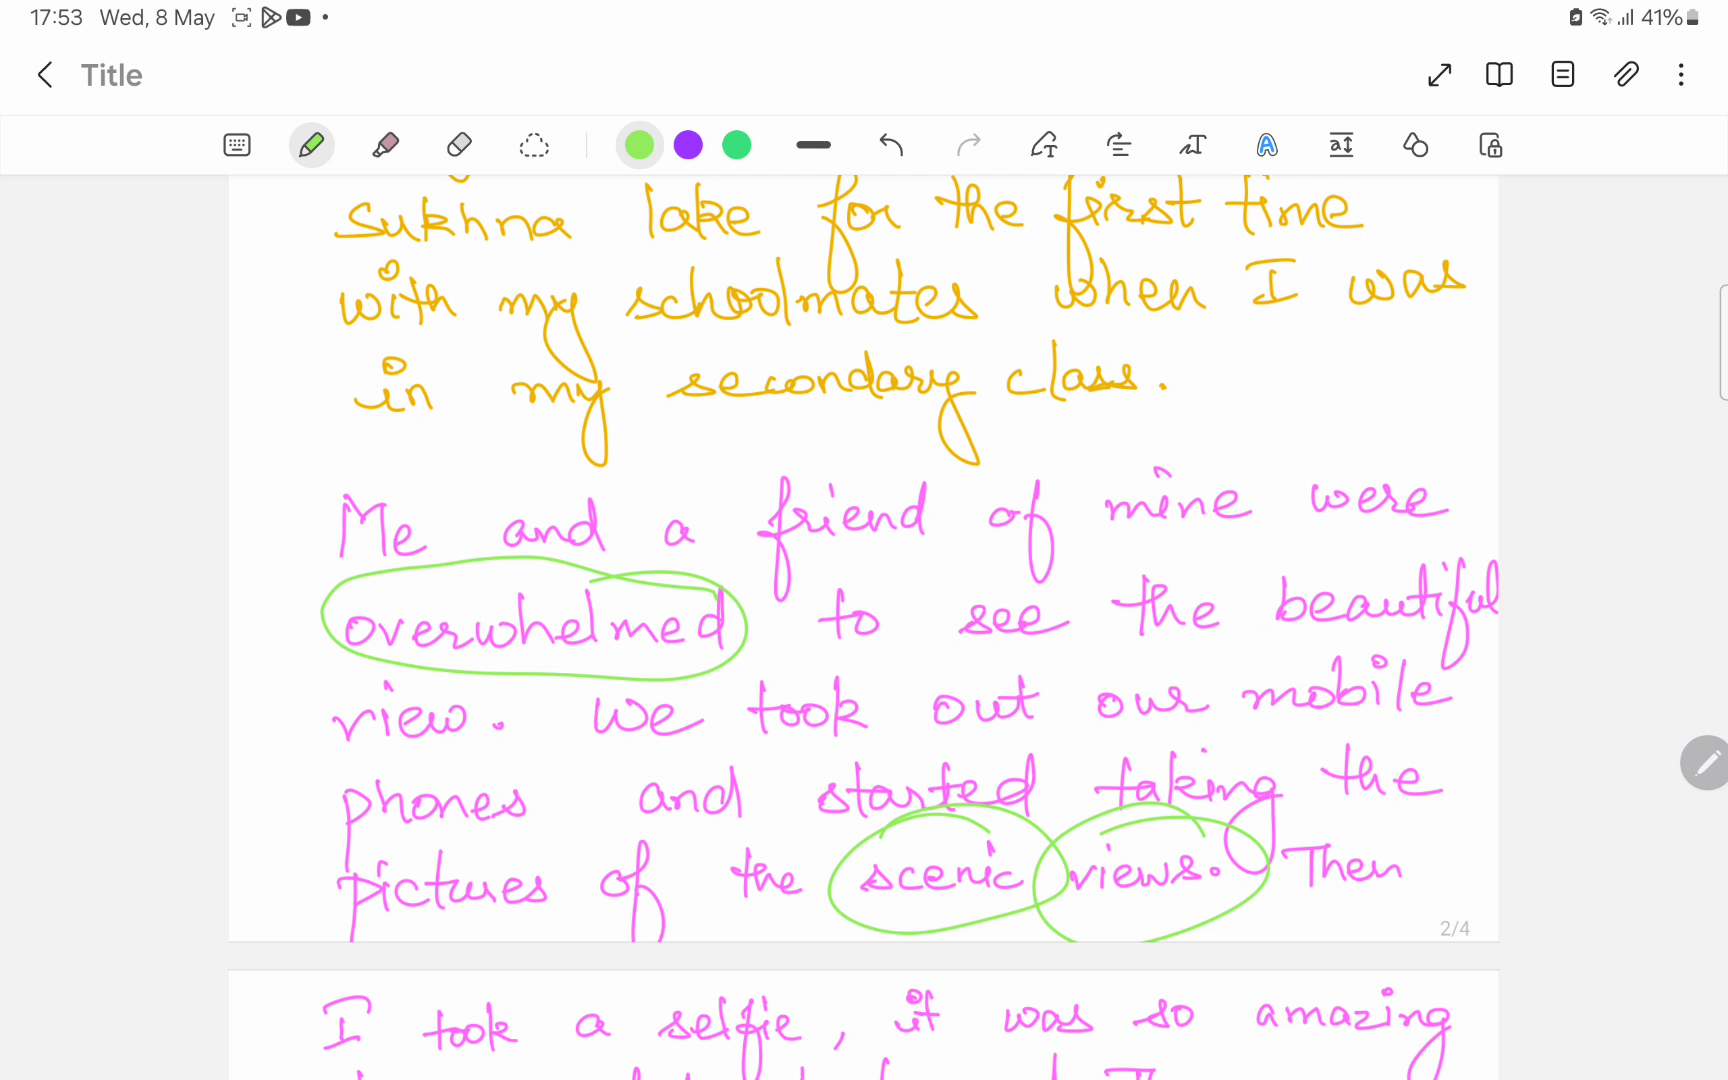 17:53 Wed, 8 May 41%
Title
sukhna lake for the first time
with my schoolmates when I was
in my secondary class.
Me and a friend of mine were
overwhelmed to see the beautiful
view. We took out our mobile
phones and started taking the
pictures of the scenic views. Then
2/4
I took a selfie, it was so amazing